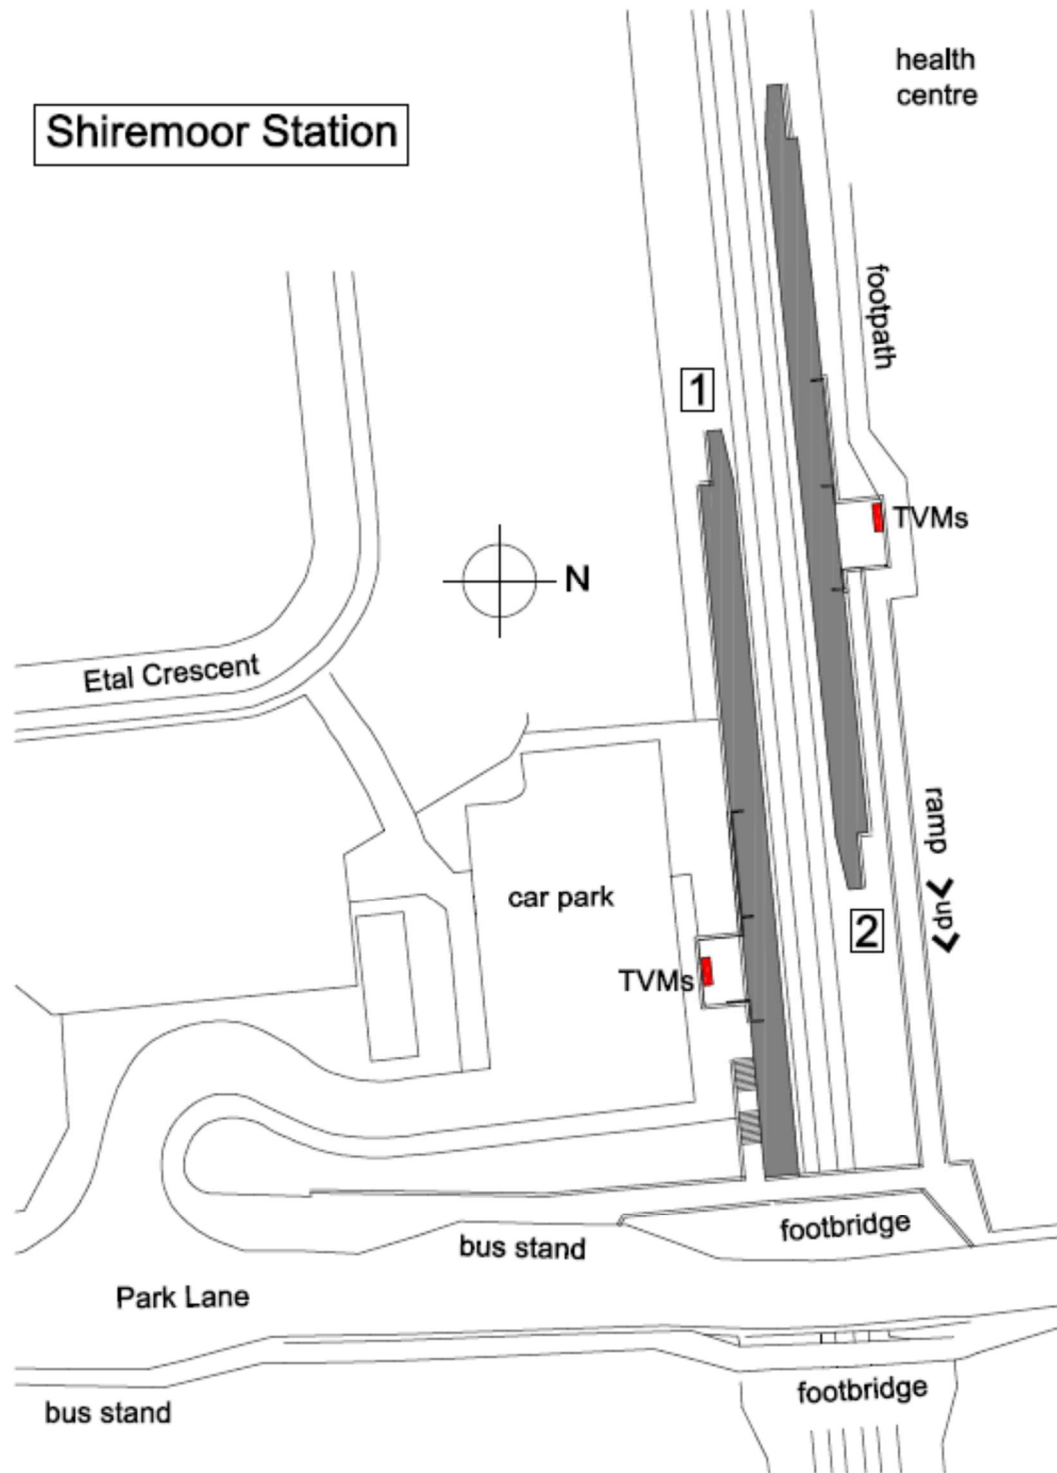 health
centre
Shiremoor Station
footpath
1
TVMs
N
Etal Crescent
ramp
car park
up
2
TVMs
footbridge
bus stand
Park Lane
footbridge
bus stand